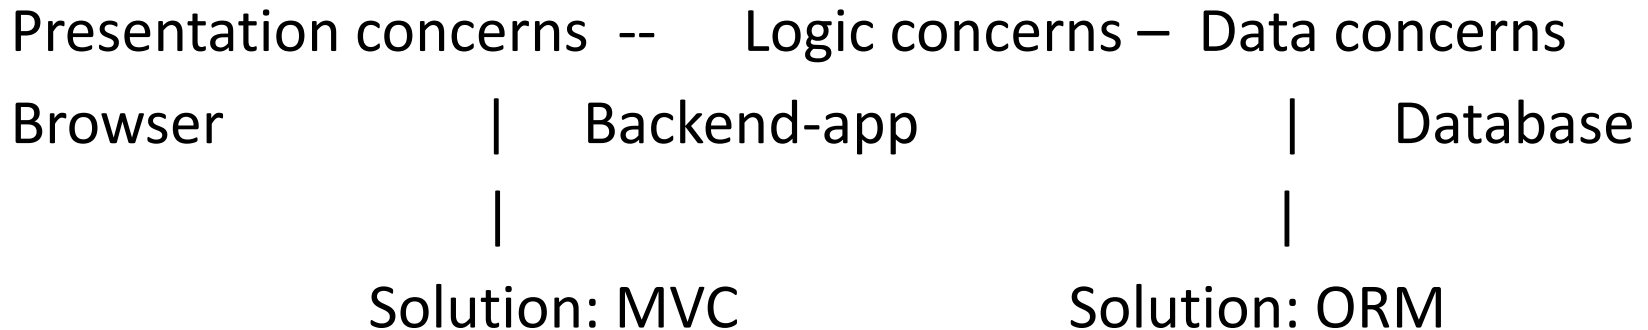 Presentation concerns -- Logic concerns – Data concerns
Browser | Backend-app | Database
| |
Solution: MVC Solution: ORM